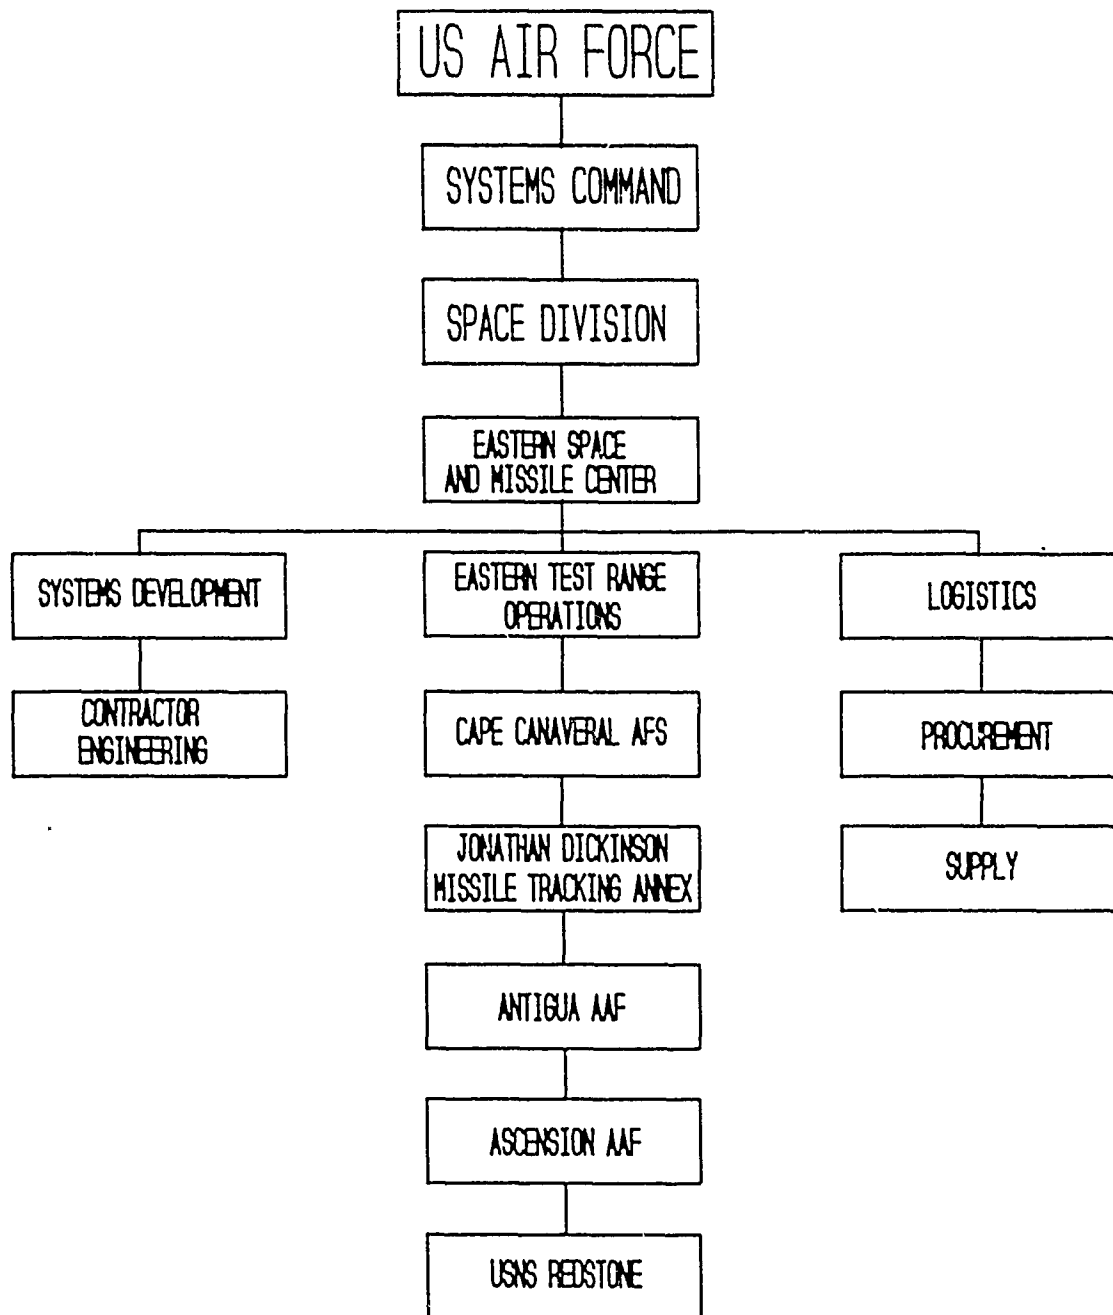 US AIR FORCE
SYSTEMS COMMAND
SPACE DIVISION
EASTERN SPACE
AND MISSILE CENTER
SYSTEMS DEVELOPMENT
EASTERN TEST RANGE
OPERATIONS
LOGISTICS
CONTRACTOR
ENGINEERING
CAPE CANAVERAL AFS
PROCUREMENT
JONATHAN DICKINSON
MISSILE TRACKING ANNEX
SUPPLY
ANTIGUA AAF
ASCENSION AAF
USNS REDSTONE